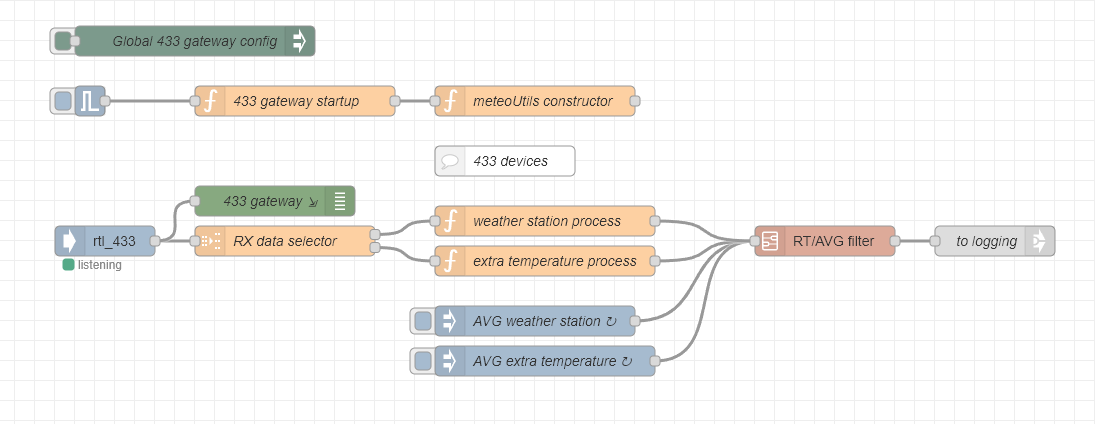 Global 433 gateway config
433 gateway startup
meteoUtils constructor
433 devices
433 gateway ⇲
rtl_433
listening
RX data selector
weather station process
extra temperature process
RT/AVG filter
to logging
AVG weather station ↻
AVG extra temperature ↻